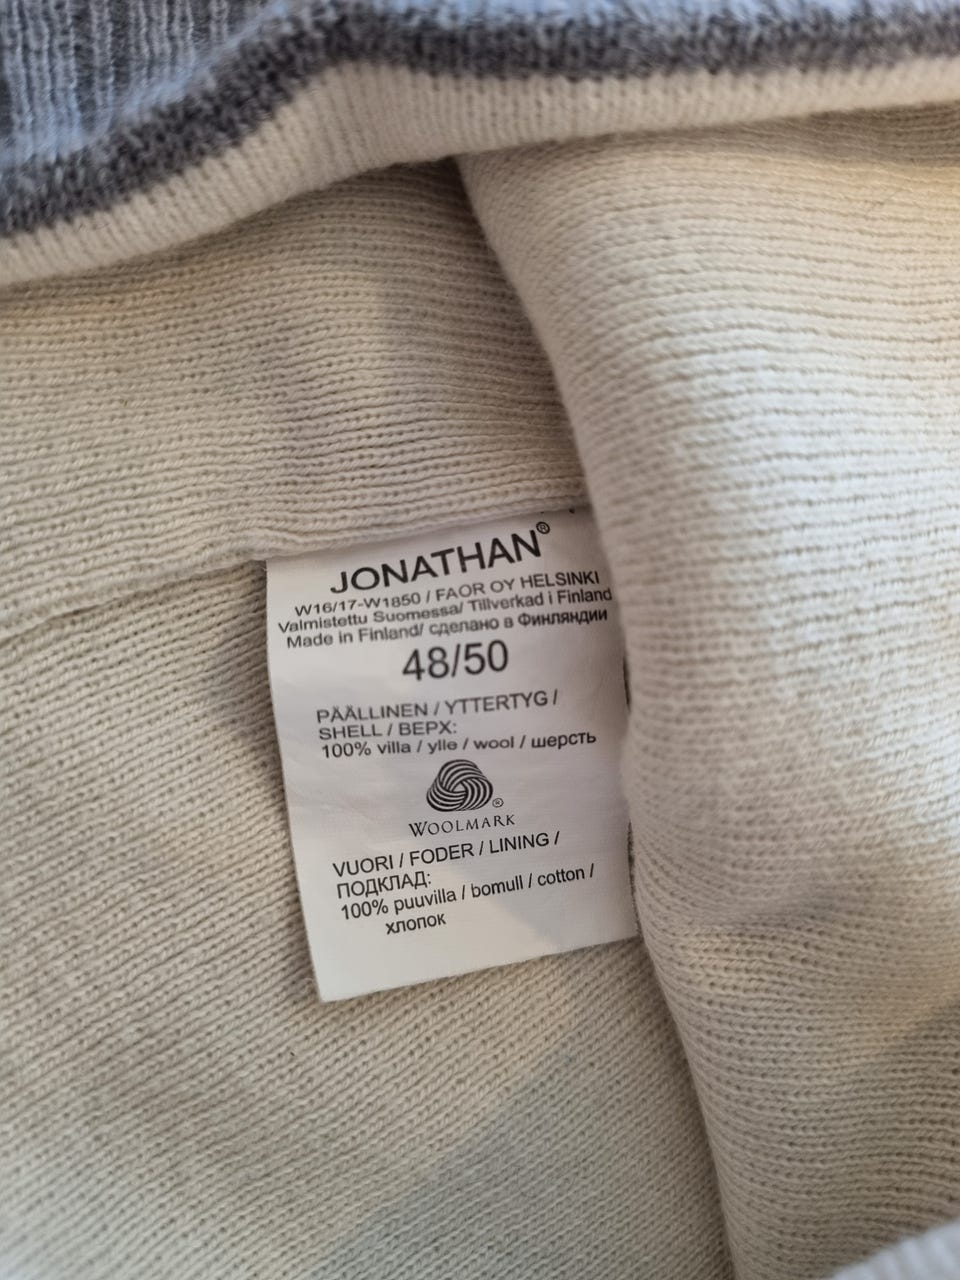 JONATHAN®
W16/17-W1850 / FAOR OY HELSINKI
Valmistettu Suomessa/ Tillverkad i Finland
Made in Finland/ сделано в Финляндии
48/50
PÄÄLLINEN / YTTERTYG /
SHELL / ВЕРХ:
100% villa / ylle / wool / шерсть
®
WOOLMARK
VUORI / FODER / LINING /
ПОДКЛАД:
100% puuvilla / bomull / cotton /
хлопок